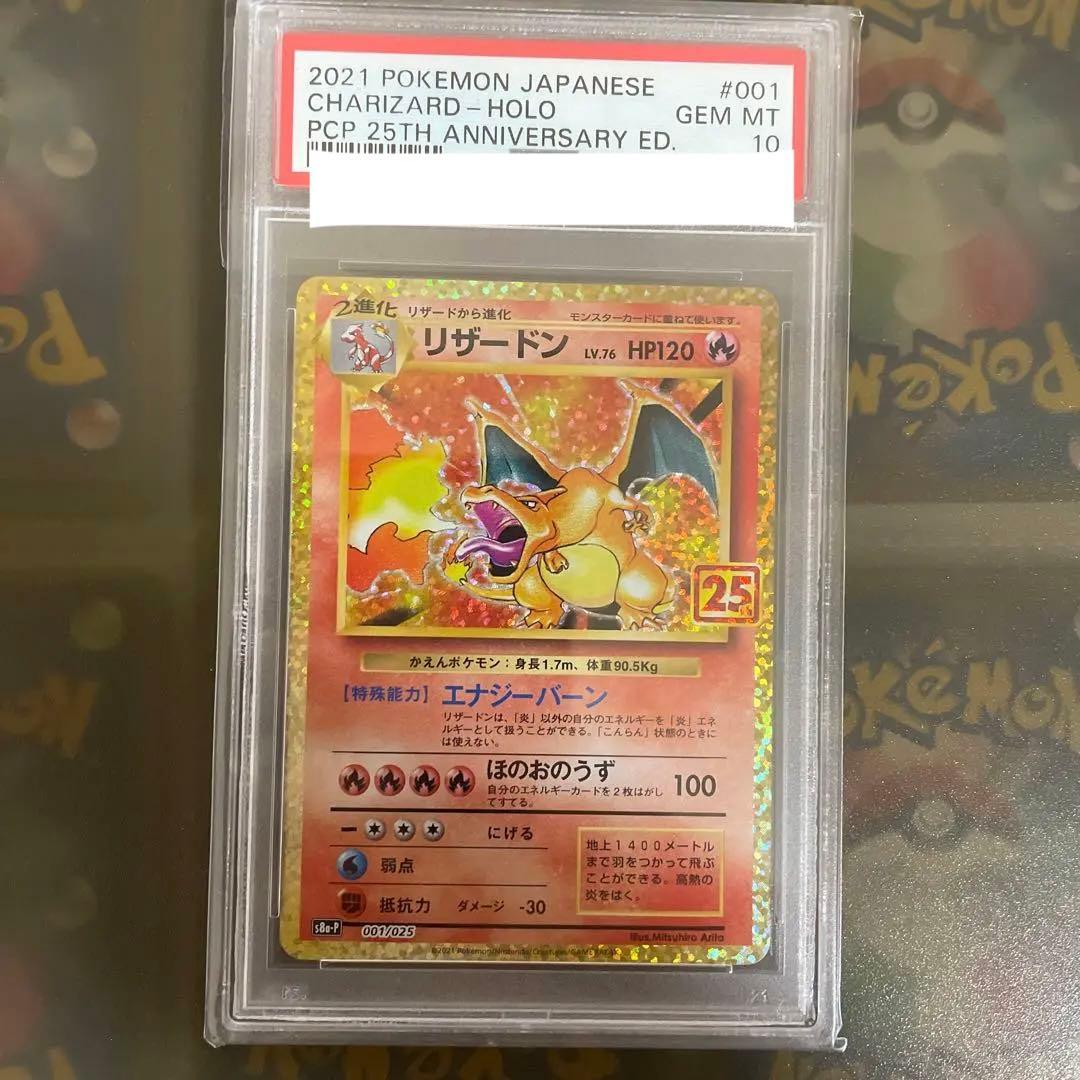 2021 POKEMON JAPANESE #001
CHARIZARD-HOLO GEM MT
PCP 25TH ANNIVERSARY ED. 10
2進化 リザードから進化 モンスターカードに重ねて使います。
リザードン LV.76 HP120
25
かえんポケモン：身長1.7m、体重90.5Kg
【特殊能力】 エナジーバーン
リザードンは、「炎」以外の自分のエネルギーを「炎」エネ
ルギーとして扱うことができる。「こんらん」状態のときに
は使えない。
ほのおのうず 100
自分のエネルギーカードを2枚はがし
てすてる。
ー にげる
弱点
抵抗力 ダメージ -30
地上1400メートル
まで羽をつかって飛ぶ
ことができる。高熱の
炎をはく。
s8a-P 001/025
Illus.Mitsuhiro Arita
©2021 Pokémon/Nintendo/Creatures/GAMEFREAK
POKéMON
POKéMON
POKéMON